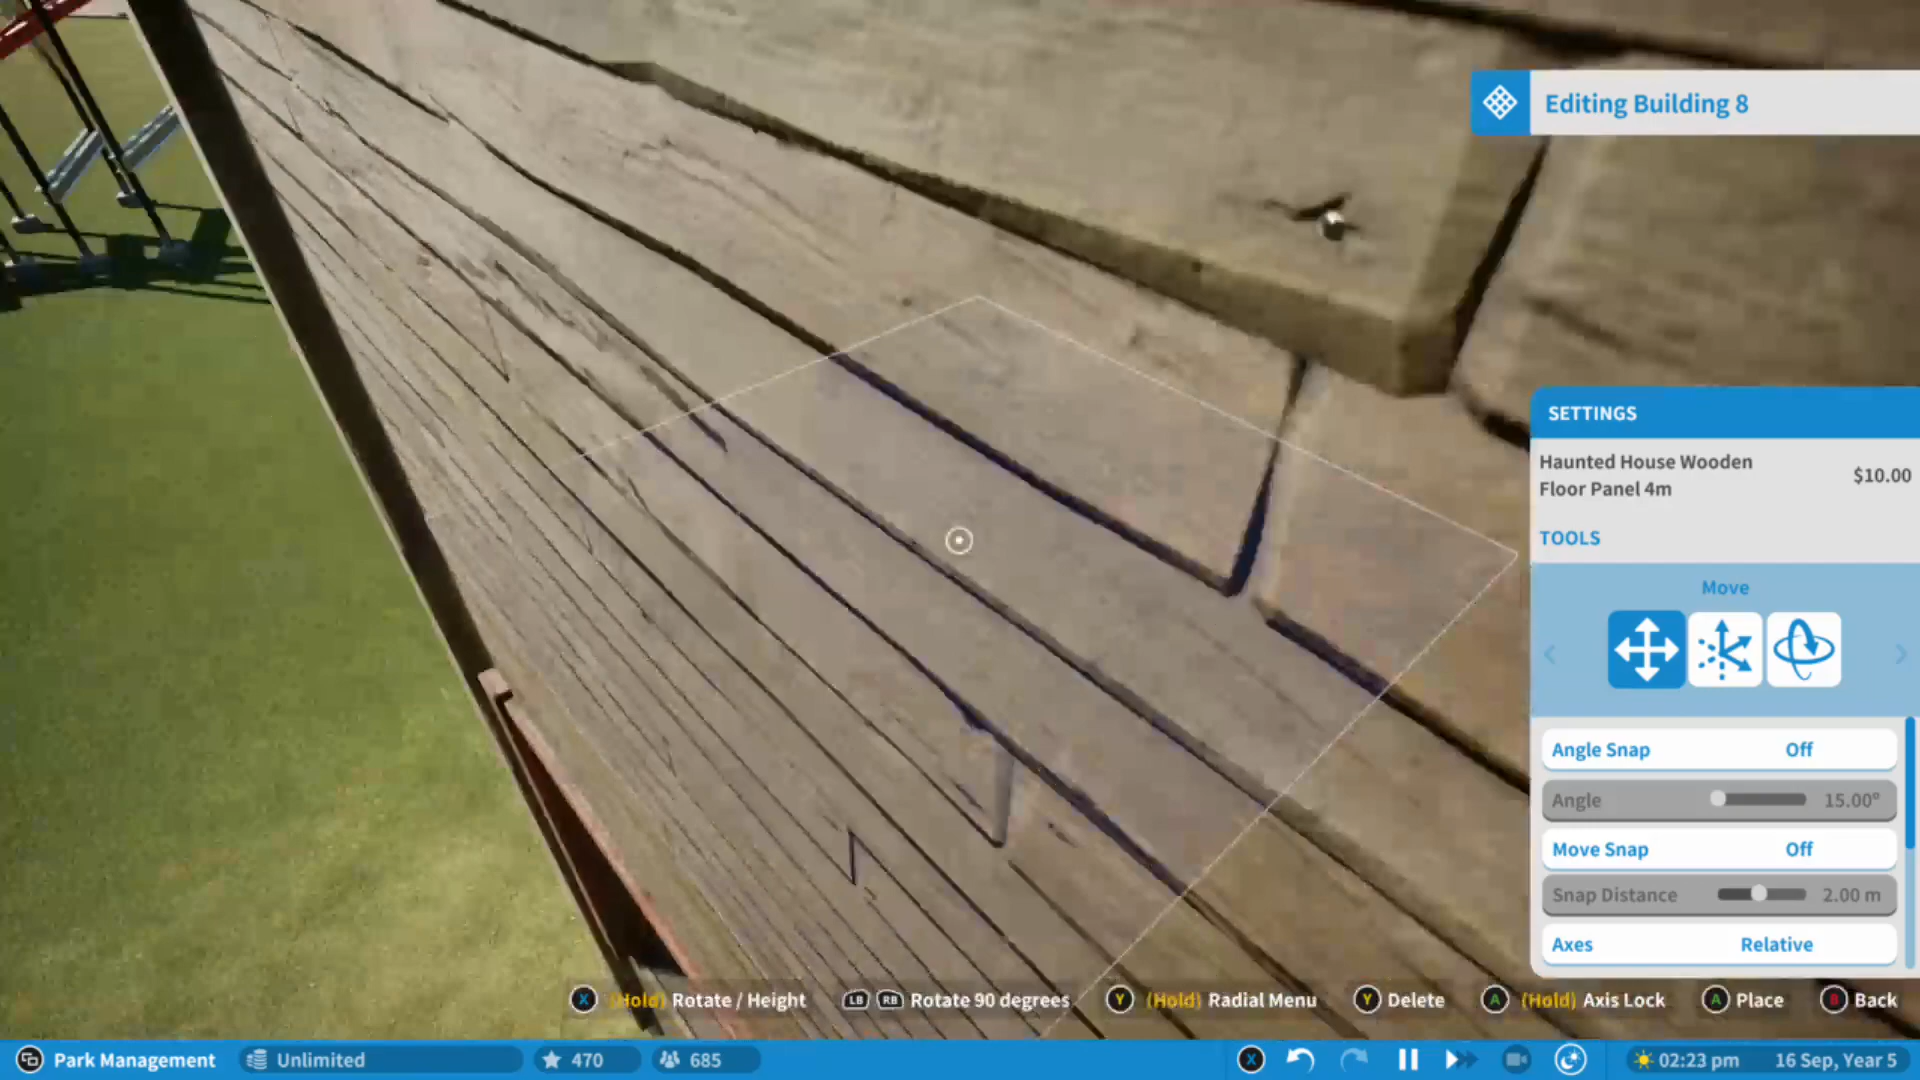 Editing Building 8
SETTINGS
Haunted House Wooden
Floor Panel 4m
$10.00
TOOLS
Move
Angle Snap Off
Angle 15.00°
Move Snap Off
Snap Distance 2.00 m
Axes Relative
X (Hold) Rotate / Height LB RB Rotate 90 degrees Y (Hold) Radial Menu Y Delete A (Hold) Axis Lock A Place B Back
Park Management Unlimited 470 685 X 02:23 pm 16 Sep, Year 5